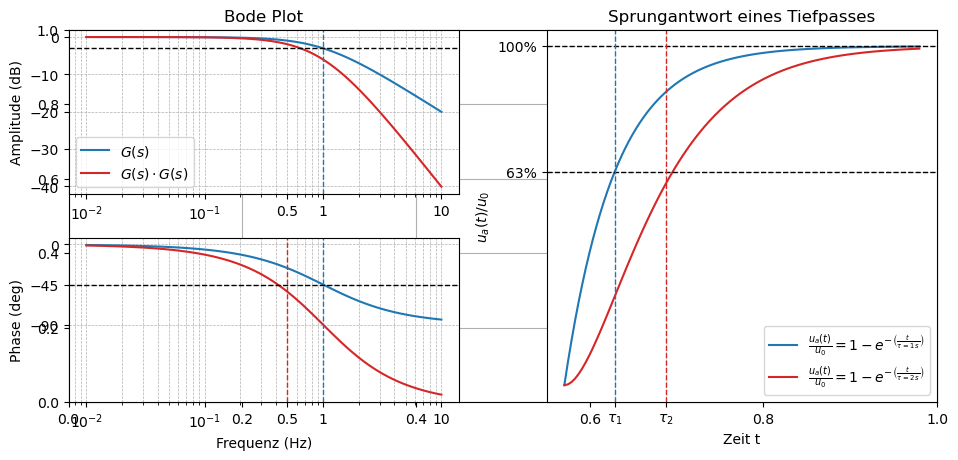 Bode Plot
Amplitude (dB)
1.0
0
−10
0.8
−20
−30
0.6
−40
G(s)
G(s) · G(s)
10⁻² 10⁻¹ 0.5 1 10
Phase (deg)
0
0.4
−45
−90
0.2
0.0
0.0 10⁻² 10⁻¹ 0.2 0.5 1 0.4 10
Frequenz (Hz)
Sprungantwort eines Tiefpasses
uₐ(t)/u₀
100%
63%
uₐ(t)/u₀ = 1 − e^−(t/τ=1s)
uₐ(t)/u₀ = 1 − e^−(t/τ=2s)
0.6 τ₁ τ₂ 0.8 1.0
Zeit t